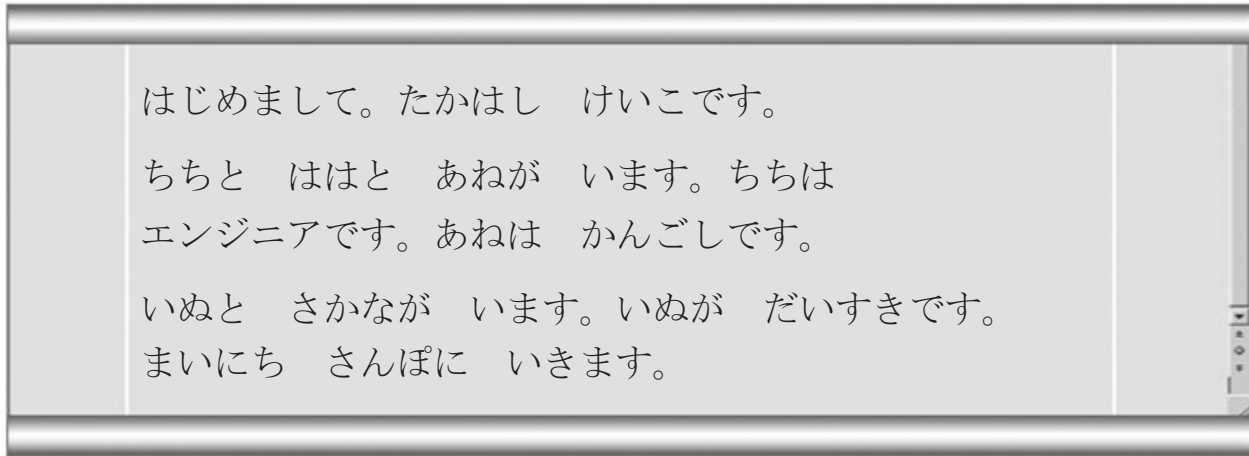 はじめまして。たかはし　けいこです。
ちちと　ははと　あねが　います。ちちは
エンジニアです。あねは　かんごしです。
いぬと　さかなが　います。いぬが　だいすきです。
まいにち　さんぽに　いきます。